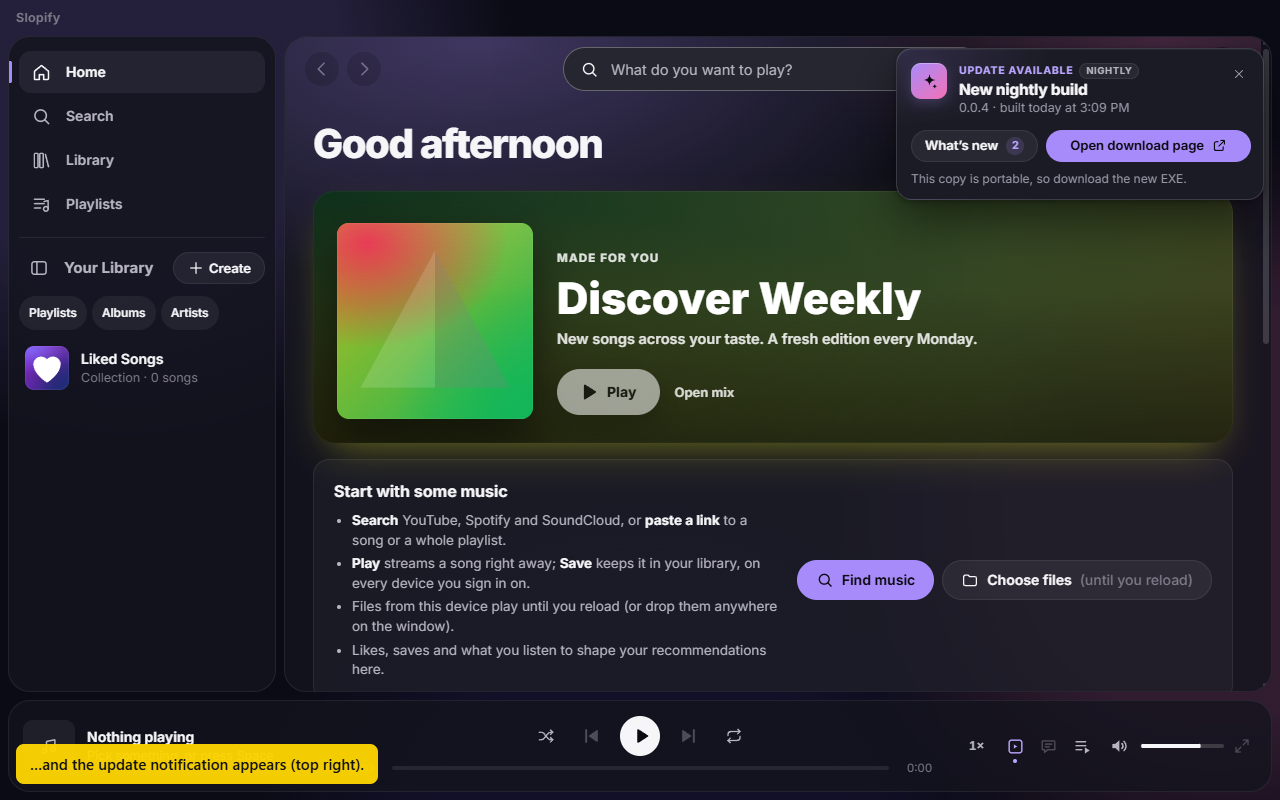 Slopify
Home
Search
Library
Playlists
Your Library
Create
Playlists
Albums
Artists
Liked Songs
Collection · 0 songs
What do you want to play?
UPDATE AVAILABLE NIGHTLY
New nightly build
0.0.4 · built today at 3:09 PM
What's new 2
Open download page
This copy is portable, so download the new EXE.
Good afternoon
MADE FOR YOU
Discover Weekly
New songs across your taste. A fresh edition every Monday.
Play
Open mix
Start with some music
• Search YouTube, Spotify and SoundCloud, or paste a link to a
song or a whole playlist.
• Play streams a song right away; Save keeps it in your library, on
every device you sign in on.
• Files from this device play until you reload (or drop them anywhere
on the window).
• Likes, saves and what you listen to shape your recommendations
here.
Find music
Choose files (until you reload)
Nothing playing
...and the update notification appears (top right).
0:00
1×